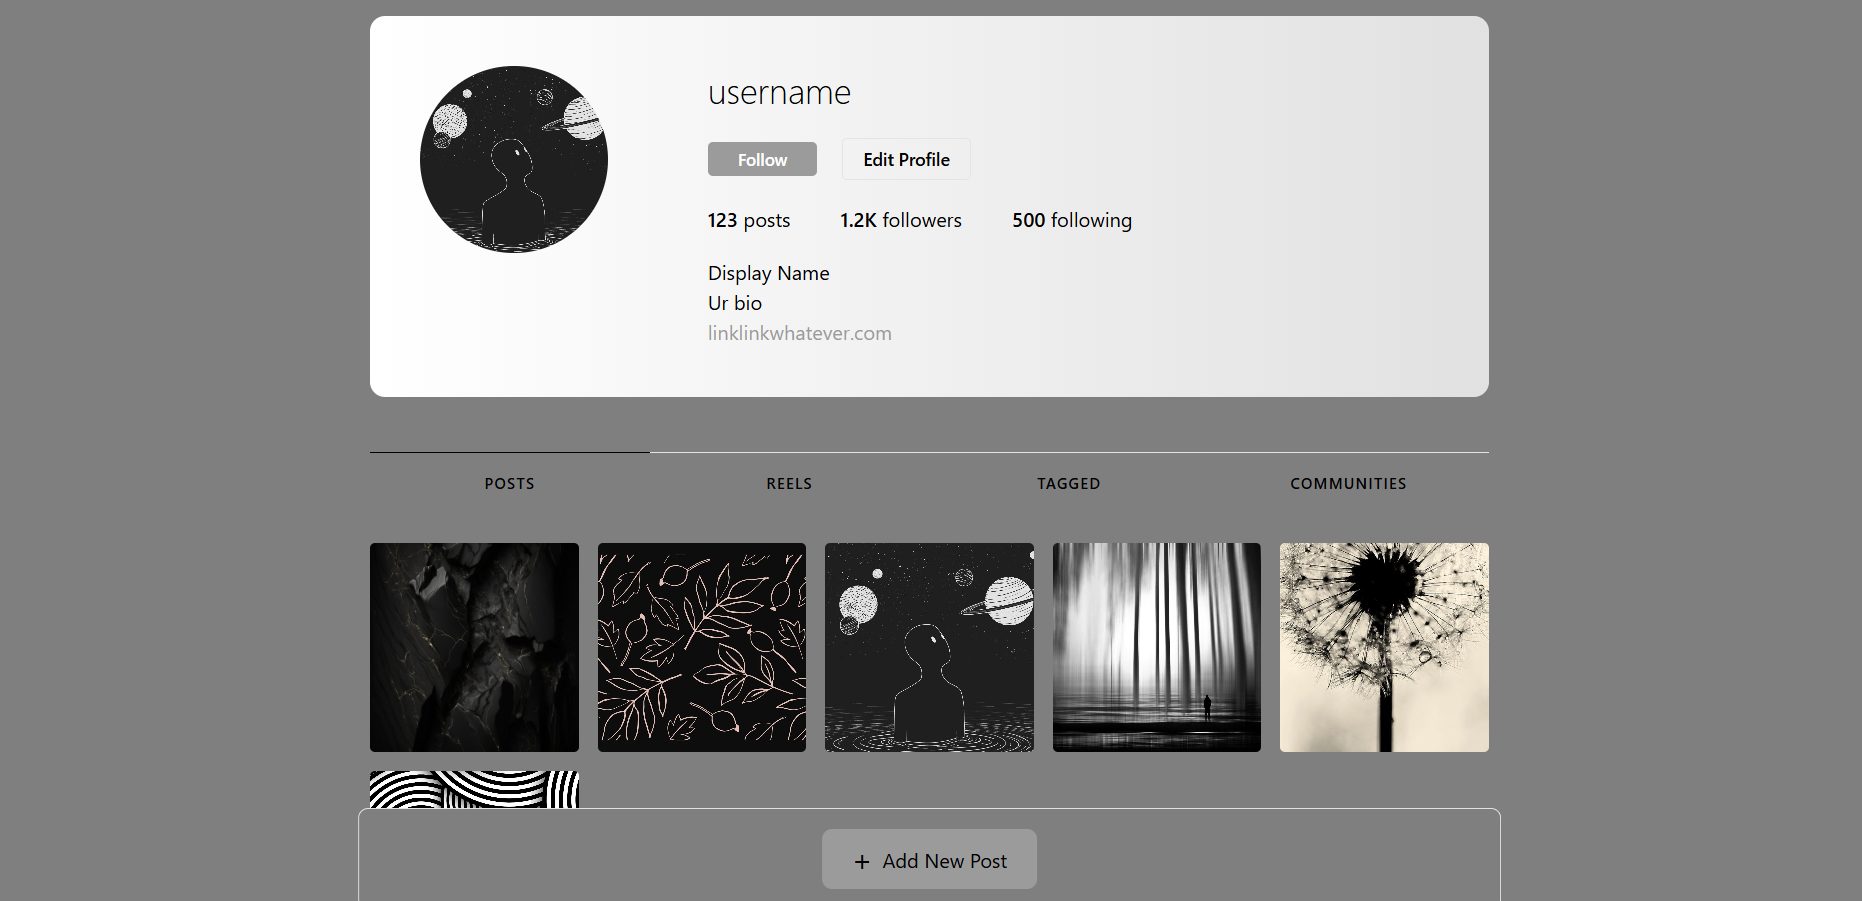 username
Follow Edit Profile
123 posts 1.2K followers 500 following
Display Name
Ur bio
linklinkwhatever.com
POSTS REELS TAGGED COMMUNITIES
+ Add New Post